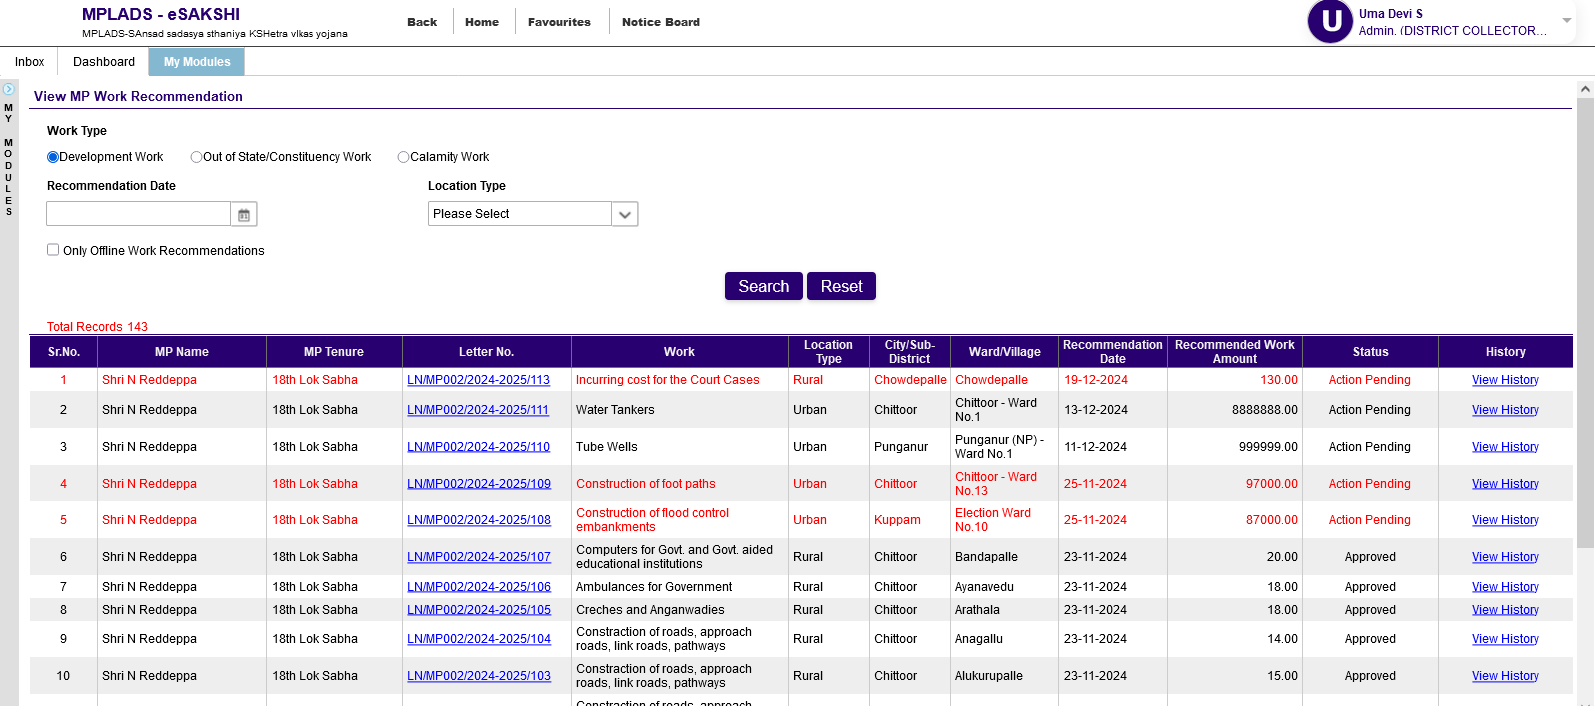 MPLADS - eSAKSHI
MPLADS-SAnsad sadasya sthaniya KSHetra vIkas yojana
Back
Home
Favourites
Notice Board
U
Uma Devi S
Admin. (DISTRICT COLLECTOR...
Inbox
Dashboard
My Modules
MY MODULES
View MP Work Recommendation
Work Type
Development Work
Out of State/Constituency Work
Calamity Work
Recommendation Date
Location Type
Please Select
Only Offline Work Recommendations
Search
Reset
Total Records 143
Sr.No. MP Name MP Tenure Letter No. Work Location Type City/Sub-District Ward/Village Recommendation Date Recommended Work Amount Status History
1 Shri N Reddeppa 18th Lok Sabha LN/MP002/2024-2025/113 Incurring cost for the Court Cases Rural Chowdepalle Chowdepalle 19-12-2024 130.00 Action Pending View History
2 Shri N Reddeppa 18th Lok Sabha LN/MP002/2024-2025/111 Water Tankers Urban Chittoor Chittoor - Ward No.1 13-12-2024 8888888.00 Action Pending View History
3 Shri N Reddeppa 18th Lok Sabha LN/MP002/2024-2025/110 Tube Wells Urban Punganur Punganur (NP) - Ward No.1 11-12-2024 999999.00 Action Pending View History
4 Shri N Reddeppa 18th Lok Sabha LN/MP002/2024-2025/109 Construction of foot paths Urban Chittoor Chittoor - Ward No.13 25-11-2024 97000.00 Action Pending View History
5 Shri N Reddeppa 18th Lok Sabha LN/MP002/2024-2025/108 Construction of flood control embankments Urban Kuppam Election Ward No.10 25-11-2024 87000.00 Action Pending View History
6 Shri N Reddeppa 18th Lok Sabha LN/MP002/2024-2025/107 Computers for Govt. and Govt. aided educational institutions Rural Chittoor Bandapalle 23-11-2024 20.00 Approved View History
7 Shri N Reddeppa 18th Lok Sabha LN/MP002/2024-2025/106 Ambulances for Government Rural Chittoor Ayanavedu 23-11-2024 18.00 Approved View History
8 Shri N Reddeppa 18th Lok Sabha LN/MP002/2024-2025/105 Creches and Anganwadies Rural Chittoor Arathala 23-11-2024 18.00 Approved View History
9 Shri N Reddeppa 18th Lok Sabha LN/MP002/2024-2025/104 Constraction of roads, approach roads, link roads, pathways Rural Chittoor Anagallu 23-11-2024 14.00 Approved View History
10 Shri N Reddeppa 18th Lok Sabha LN/MP002/2024-2025/103 Constraction of roads, approach roads, link roads, pathways Rural Chittoor Alukurupalle 23-11-2024 15.00 Approved View History
Constraction of roads, approach